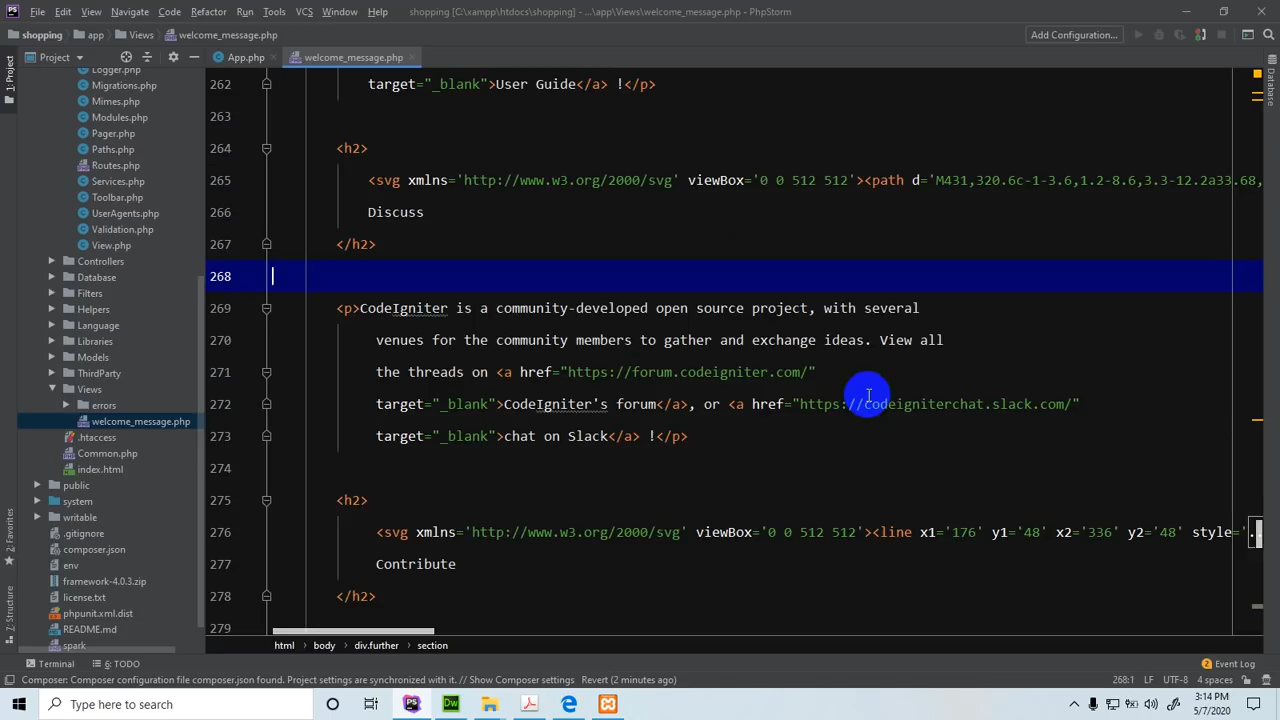 PS File Edit View Navigate Code Refactor Run Tools VCS Window Help shopping [C:\xampp\htdocs\shopping] - ...\app\Views\welcome_message.php - PhpStorm
shopping app Views welcome_message.php Add Configuration...
Project App.php welcome_message.php
1: Project
Database
Logger.php
Migrations.php
Mimes.php
Modules.php
Pager.php
Paths.php
Routes.php
Services.php
Toolbar.php
UserAgents.php
Validation.php
View.php
Controllers
Database
Filters
Helpers
Language
Libraries
Models
ThirdParty
Views
errors
welcome_message.php
.htaccess
Common.php
index.html
public
system
writable
.gitignore
composer.json
env
framework-4.0.3.zip
license.txt
phpunit.xml.dist
README.md
spark
2: Favorites
7: Structure
262 target="_blank">User Guide</a> !</p>
263
264 <h2>
265 <svg xmlns='http://www.w3.org/2000/svg' viewBox='0 0 512 512'><path d='M431,320.6c-1-3.6,1.2-8.6,3.3-12.2a33.68,
266 Discuss
267 </h2>
268
269 <p>CodeIgniter is a community-developed open source project, with several
270 venues for the community members to gather and exchange ideas. View all
271 the threads on <a href="https://forum.codeigniter.com/"
272 target="_blank">CodeIgniter's forum</a>, or <a href="https://codeigniterchat.slack.com/"
273 target="_blank">chat on Slack</a> !</p>
274
275 <h2>
276 <svg xmlns='http://www.w3.org/2000/svg' viewBox='0 0 512 512'><line x1='176' y1='48' x2='336' y2='48' style='
277 Contribute
278 </h2>
279
html body div.further section
Terminal 6: TODO Event Log
Composer: Composer configuration file composer.json found. Project settings are synchronized with it. // Show Composer settings Revert (2 minutes ago) 268:1 LF UTF-8 4 spaces
Type here to search
PS
Dw
3:14 PM
5/7/2020